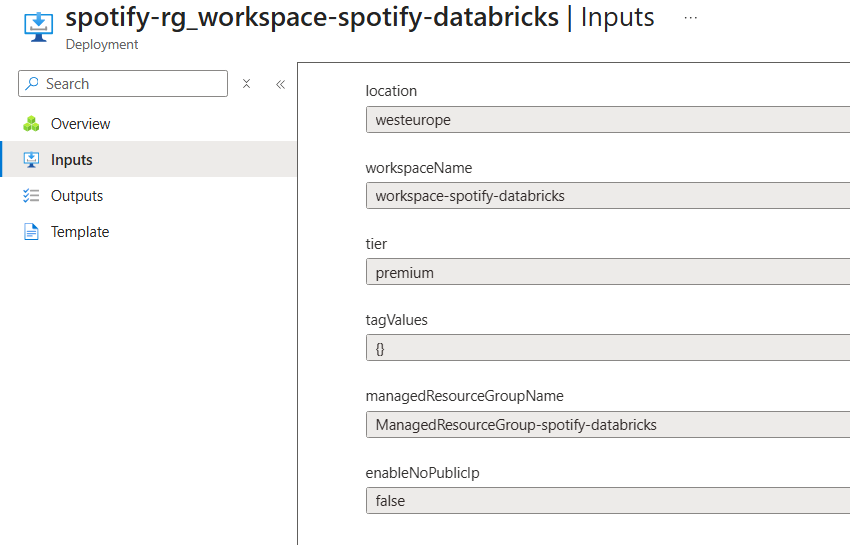 spotify-rg_workspace-spotify-databricks | Inputs ...
Deployment
Search
Overview
Inputs
Outputs
Template
location
westeurope
workspaceName
workspace-spotify-databricks
tier
premium
tagValues
{}
managedResourceGroupName
ManagedResourceGroup-spotify-databricks
enableNoPublicIp
false